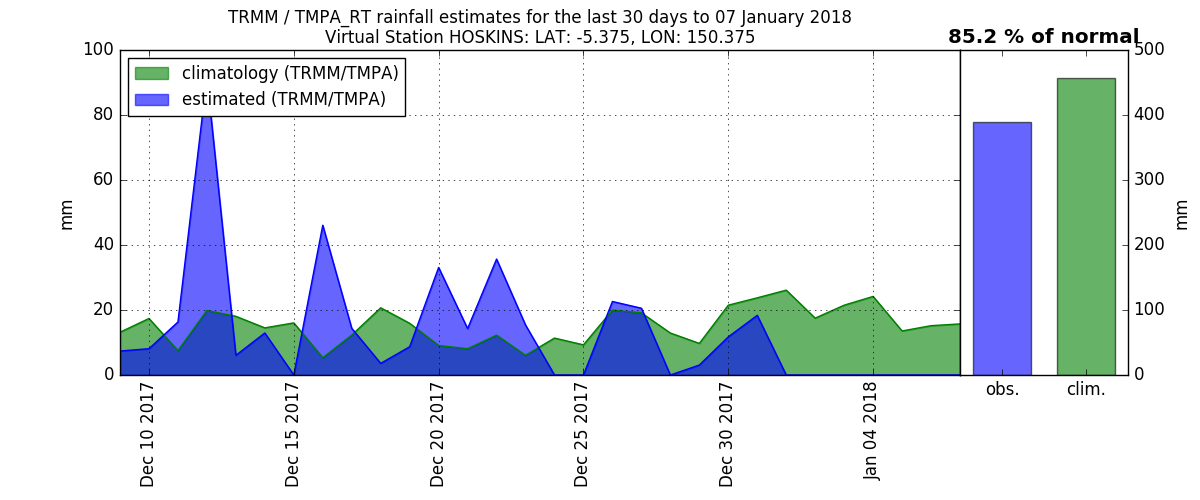 TRMM / TMPA_RT rainfall estimates for the last 30 days to 07 January 2018
Virtual Station HOSKINS: LAT: -5.375, LON: 150.375
85.2 % of normal
climatology (TRMM/TMPA)
estimated (TRMM/TMPA)
100
80
60
40
20
0
mm
Dec 10 2017
Dec 15 2017
Dec 20 2017
Dec 25 2017
Dec 30 2017
Jan 04 2018
obs.
clim.
500
400
300
200
100
0
mm